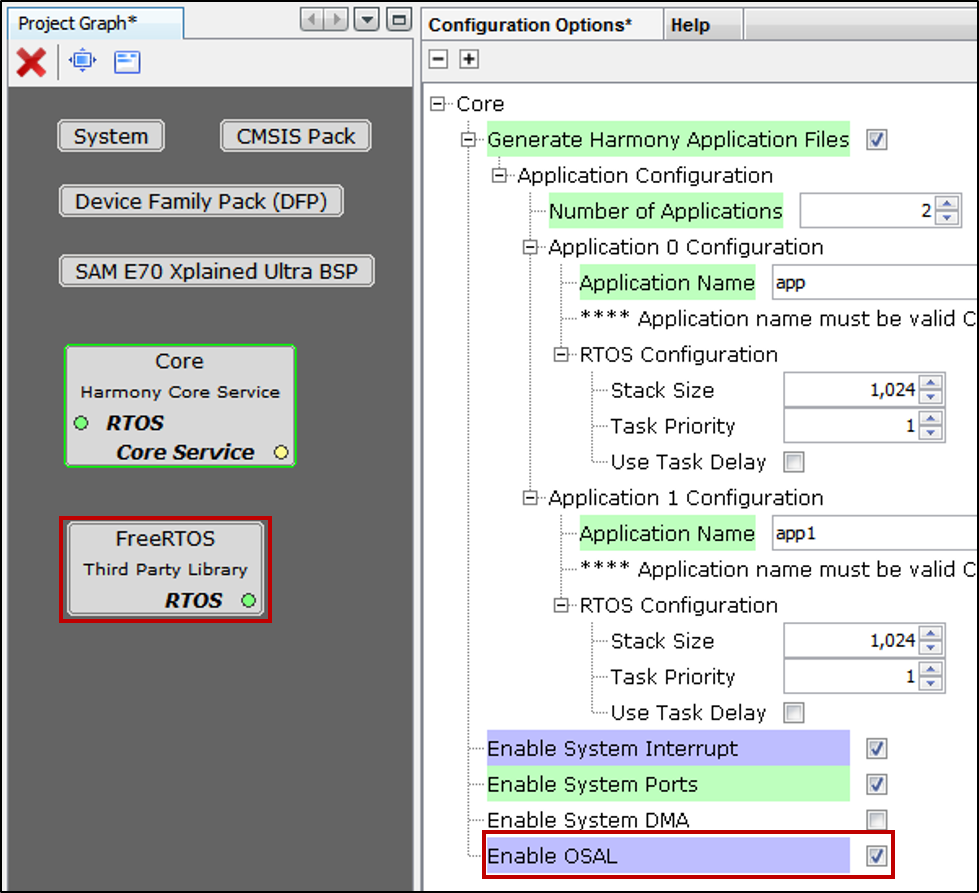 Project Graph*
System
CMSIS Pack
Device Family Pack (DFP)
SAM E70 Xplained Ultra BSP
Core
Harmony Core Service
RTOS
Core Service
FreeRTOS
Third Party Library
RTOS
Configuration Options*
Help
Core
Generate Harmony Application Files
Application Configuration
Number of Applications 2
Application 0 Configuration
Application Name app
**** Application name must be valid C
RTOS Configuration
Stack Size 1,024
Task Priority 1
Use Task Delay
Application 1 Configuration
Application Name app1
**** Application name must be valid C
RTOS Configuration
Stack Size 1,024
Task Priority 1
Use Task Delay
Enable System Interrupt
Enable System Ports
Enable System DMA
Enable OSAL